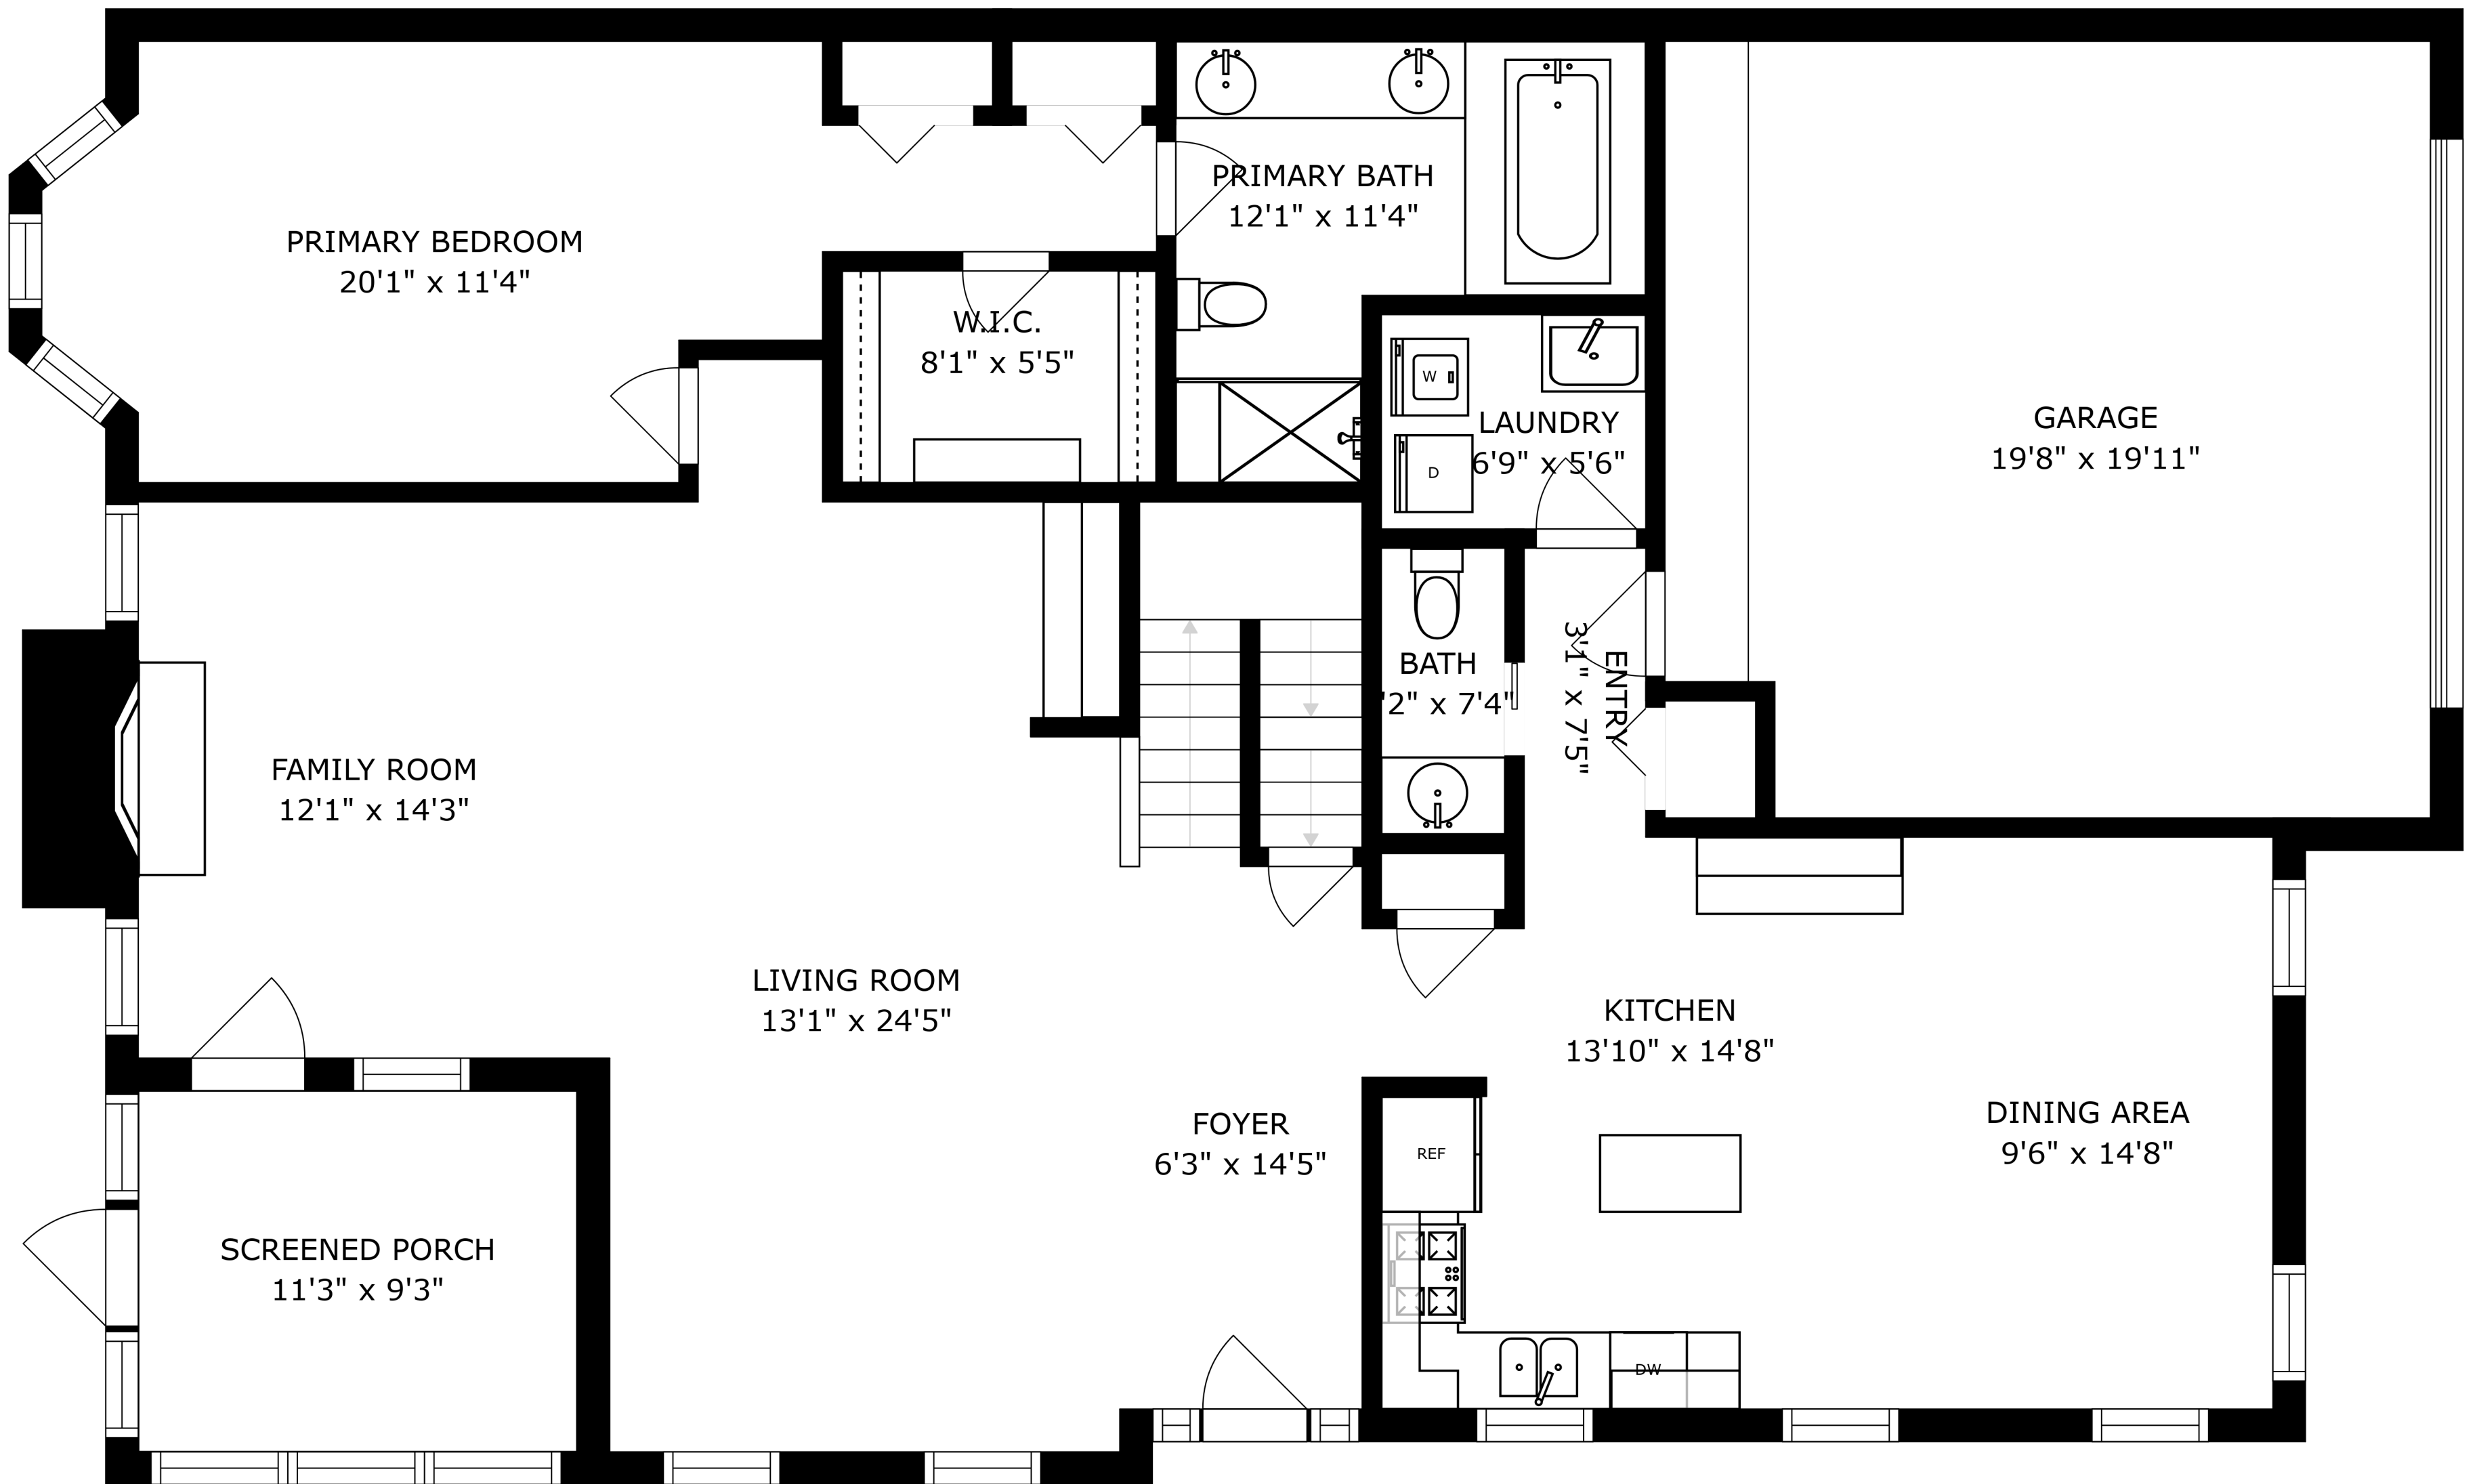 PRIMARY BEDROOM
20'1" x 11'4"
PRIMARY BATH
12'1" x 11'4"
W.I.C.
8'1" x 5'5"
W
LAUNDRY
6'9" x 5'6"
D
GARAGE
19'8" x 19'11"
BATH
'2" x 7'4"
ENTRY
3'1" x 7'5"
FAMILY ROOM
12'1" x 14'3"
LIVING ROOM
13'1" x 24'5"
KITCHEN
13'10" x 14'8"
FOYER
6'3" x 14'5"
REF
DINING AREA
9'6" x 14'8"
SCREENED PORCH
11'3" x 9'3"
DW